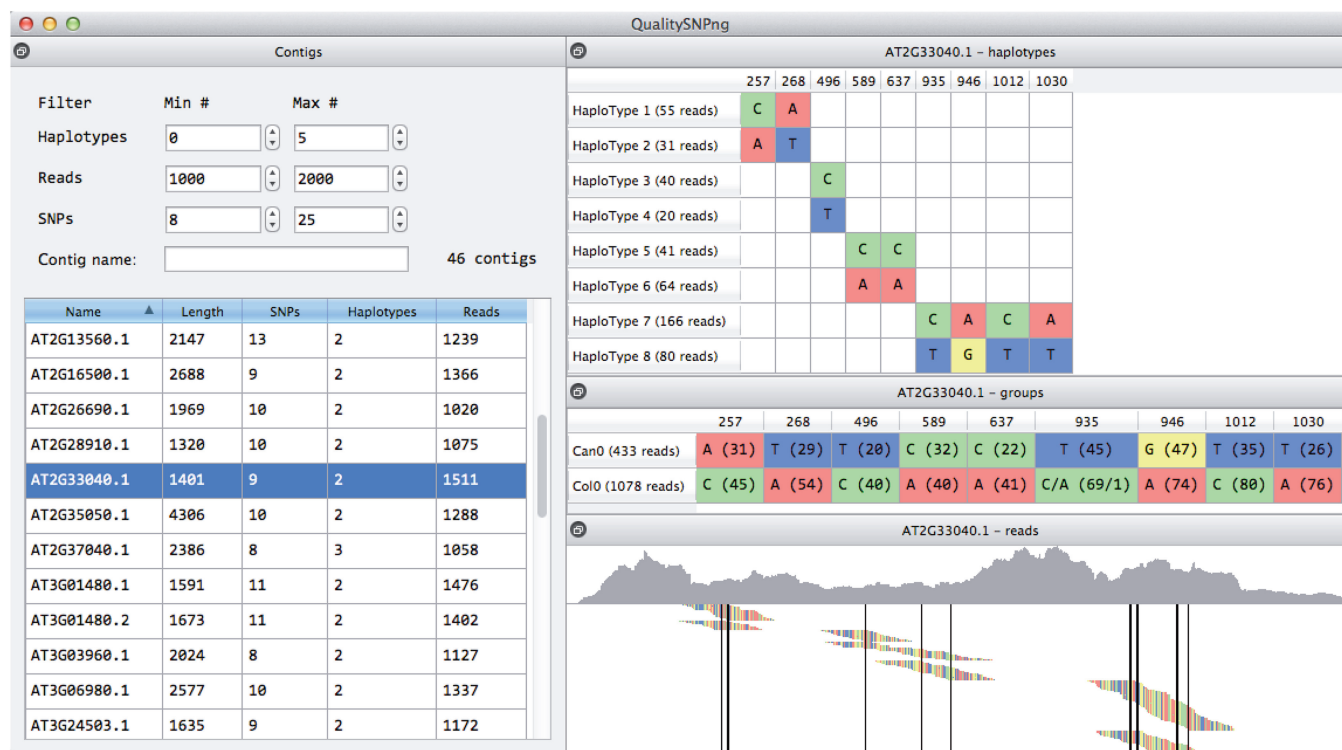 QualitySNPng
Contigs
Filter Min # Max #
Haplotypes 0 5
Reads 1000 2000
SNPs 8 25
Contig name: 46 contigs
Name Length SNPs Haplotypes Reads
AT2G13560.1 2147 13 2 1239
AT2G16500.1 2688 9 2 1366
AT2G26690.1 1969 10 2 1020
AT2G28910.1 1320 10 2 1075
AT2G33040.1 1401 9 2 1511
AT2G35050.1 4306 10 2 1288
AT2G37040.1 2386 8 3 1058
AT3G01480.1 1591 11 2 1476
AT3G01480.2 1673 11 2 1402
AT3G03960.1 2024 8 2 1127
AT3G06980.1 2577 10 2 1337
AT3G24503.1 1635 9 2 1172
AT2G33040.1 – haplotypes
257 268 496 589 637 935 946 1012 1030
HaploType 1 (55 reads) C A
HaploType 2 (31 reads) A T
HaploType 3 (40 reads) C
HaploType 4 (20 reads) T
HaploType 5 (41 reads) C C
HaploType 6 (64 reads) A A
HaploType 7 (166 reads) C A C A
HaploType 8 (80 reads) T G T T
AT2G33040.1 – groups
257 268 496 589 637 935 946 1012 1030
Can0 (433 reads) A (31) T (29) T (20) C (32) C (22) T (45) G (47) T (35) T (26)
Col0 (1078 reads) C (45) A (54) C (40) A (40) A (41) C/A (69/1) A (74) C (80) A (76)
AT2G33040.1 – reads